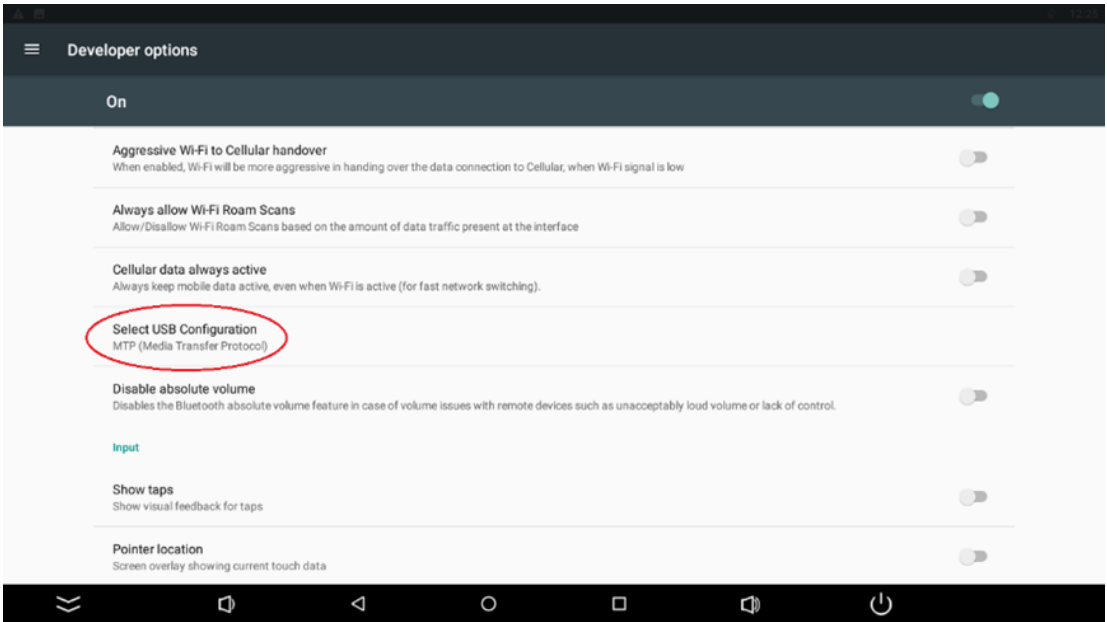 12:25
Developer options
On
Aggressive Wi-Fi to Cellular handover
When enabled, Wi-Fi will be more aggressive in handing over the data connection to Cellular, when Wi-Fi signal is low
Always allow Wi-Fi Roam Scans
Allow/Disallow Wi-Fi Roam Scans based on the amount of data traffic present at the interface
Cellular data always active
Always keep mobile data active, even when Wi-Fi is active (for fast network switching).
Select USB Configuration
MTP (Media Transfer Protocol)
Disable absolute volume
Disables the Bluetooth absolute volume feature in case of volume issues with remote devices such as unacceptably loud volume or lack of control.
Input
Show taps
Show visual feedback for taps
Pointer location
Screen overlay showing current touch data